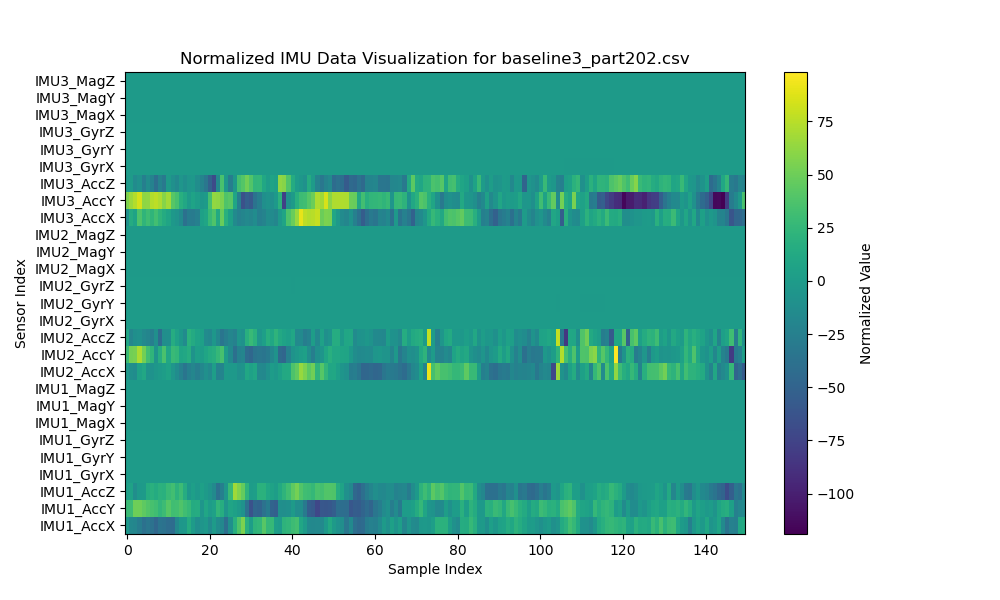 Normalized IMU Data Visualization for baseline3_part202.csv
IMU3_MagZ
IMU3_MagY
IMU3_MagX
IMU3_GyrZ
IMU3_GyrY
IMU3_GyrX
IMU3_AccZ
IMU3_AccY
IMU3_AccX
IMU2_MagZ
IMU2_MagY
IMU2_MagX
IMU2_GyrZ
IMU2_GyrY
IMU2_GyrX
IMU2_AccZ
IMU2_AccY
IMU2_AccX
IMU1_MagZ
IMU1_MagY
IMU1_MagX
IMU1_GyrZ
IMU1_GyrY
IMU1_GyrX
IMU1_AccZ
IMU1_AccY
IMU1_AccX
Sensor Index
0 20 40 60 80 100 120 140
Sample Index
75
50
25
0
−25
−50
−75
−100
Normalized Value